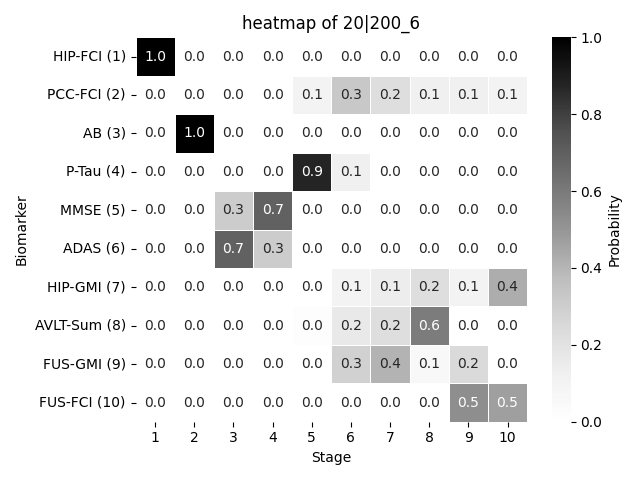 heatmap of 20|200_6
HIP-FCI (1) 1.0 0.0 0.0 0.0 0.0 0.0 0.0 0.0 0.0 0.0
PCC-FCI (2) 0.0 0.0 0.0 0.0 0.1 0.3 0.2 0.1 0.1 0.1
AB (3) 0.0 1.0 0.0 0.0 0.0 0.0 0.0 0.0 0.0 0.0
P-Tau (4) 0.0 0.0 0.0 0.0 0.9 0.1 0.0 0.0 0.0 0.0
MMSE (5) 0.0 0.0 0.3 0.7 0.0 0.0 0.0 0.0 0.0 0.0
ADAS (6) 0.0 0.0 0.7 0.3 0.0 0.0 0.0 0.0 0.0 0.0
HIP-GMI (7) 0.0 0.0 0.0 0.0 0.0 0.1 0.1 0.2 0.1 0.4
AVLT-Sum (8) 0.0 0.0 0.0 0.0 0.0 0.2 0.2 0.6 0.0 0.0
FUS-GMI (9) 0.0 0.0 0.0 0.0 0.0 0.3 0.4 0.1 0.2 0.0
FUS-FCI (10) 0.0 0.0 0.0 0.0 0.0 0.0 0.0 0.0 0.5 0.5
1 2 3 4 5 6 7 8 9 10
Stage
Biomarker
1.0
0.8
0.6
0.4
0.2
0.0
Probability